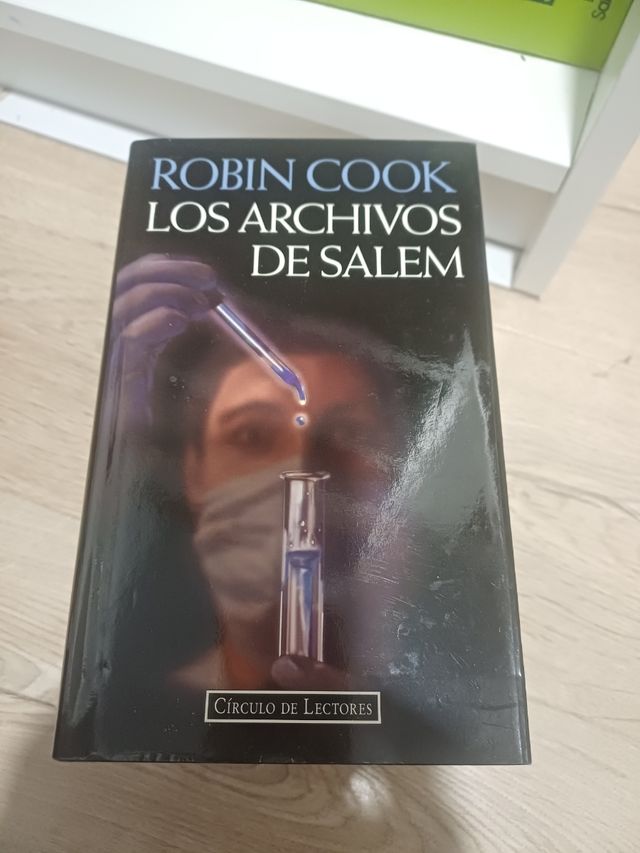 ROBIN COOK
LOS ARCHIVOS
DE SALEM
CÍRCULO DE LECTORES